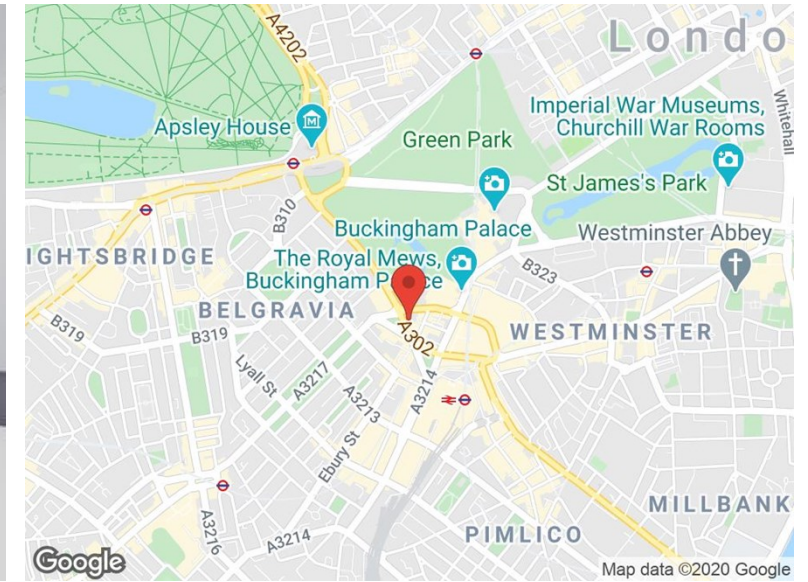 A4202
Londo
Whitehall
Imperial War Museums,
Churchill War Rooms
Apsley House
Green Park
St James's Park
B310
Buckingham Palace
Westminster Abbey
IGHTSBRIDGE
The Royal Mews,
Buckingham P ce
B323
BELGRAVIA
B319
B319
A302
WESTMINSTER
Lyall St
A3217
A3213
A3214
Ebury St
A3216
A3214
PIMLICO
MILLBANK
Google
Map data ©2020 Google